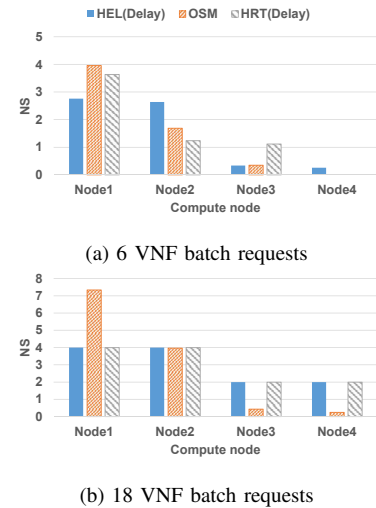 HEL(Delay) OSM HRT(Delay)
5
4
3
2
1
0
NS
Node1 Node2 Node3 Node4
Compute node
(a) 6 VNF batch requests
8
7
6
5
4
3
2
1
0
NS
Node1 Node2 Node3 Node4
Compute node
(b) 18 VNF batch requests